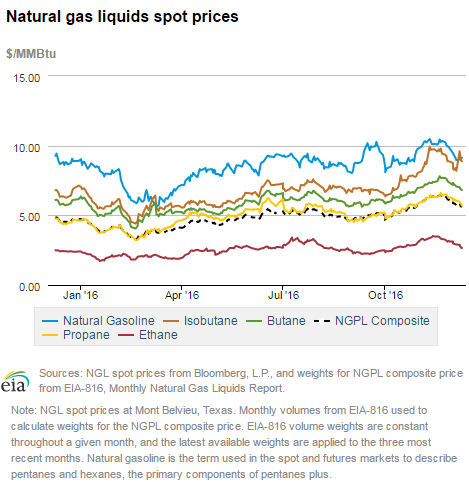 Natural gas liquids spot prices
$/MMBtu
15.00
10.00
5.00
0.00
Jan '16
Apr '16
Jul '16
Oct '16
Natural Gasoline Isobutane Butane NGPL Composite
Propane Ethane
eia
Sources: NGL spot prices from Bloomberg, L.P., and weights for NGPL composite price
from EIA-816, Monthly Natural Gas Liquids Report.
Note: NGL spot prices at Mont Belvieu, Texas. Monthly volumes from EIA-816 used to
calculate weights for the NGPL composite price. EIA-816 volume weights are constant
throughout a given month, and the latest available weights are applied to the three most
recent months. Natural gasoline is the term used in the spot and futures markets to describe
pentanes and hexanes, the primary components of pentanes plus.